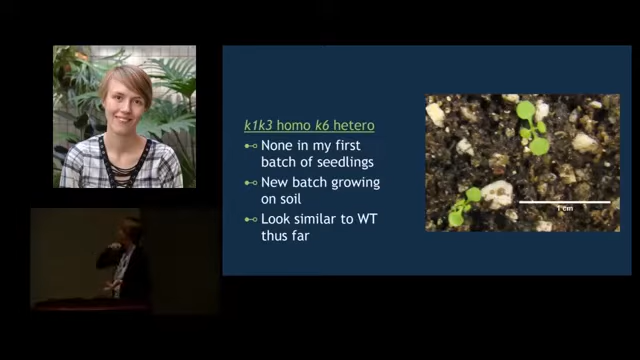 k1k3 homo k6 hetero
None in my first
batch of seedlings
New batch growing
on soil
Look similar to WT
thus far
1 cm